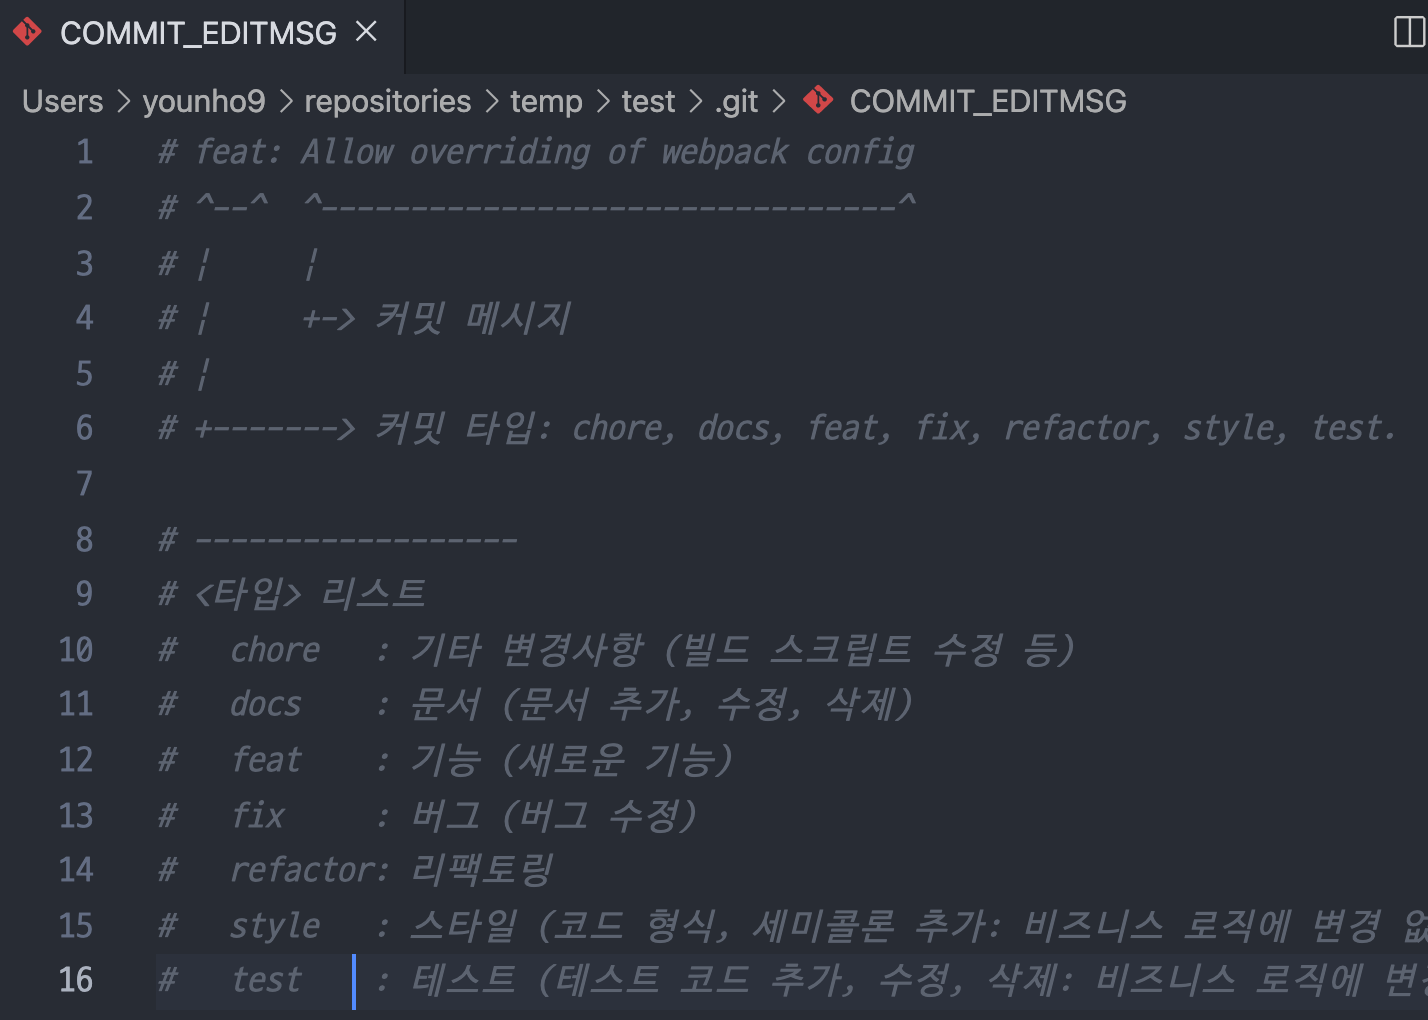 COMMIT_EDITMSG ×
Users > younho9 > repositories > temp > test > .git > COMMIT_EDITMSG
1 # feat: Allow overriding of webpack config
2 # ^--^  ^--------------------------------^
3 # ¦     ¦
4 # ¦     +-> 커밋 메시지
5 # ¦
6 # +-------> 커밋 타입: chore, docs, feat, fix, refactor, style, test.
7
8 # ------------------
9 # <타입> 리스트
10 #   chore   : 기타 변경사항 (빌드 스크립트 수정 등)
11 #   docs    : 문서 (문서 추가, 수정, 삭제)
12 #   feat    : 기능 (새로운 기능)
13 #   fix     : 버그 (버그 수정)
14 #   refactor: 리팩토링
15 #   style   : 스타일 (코드 형식, 세미콜론 추가: 비즈니스 로직에 변경
16 #   test    : 테스트 (테스트 코드 추가, 수정, 삭제: 비즈니스 로직에